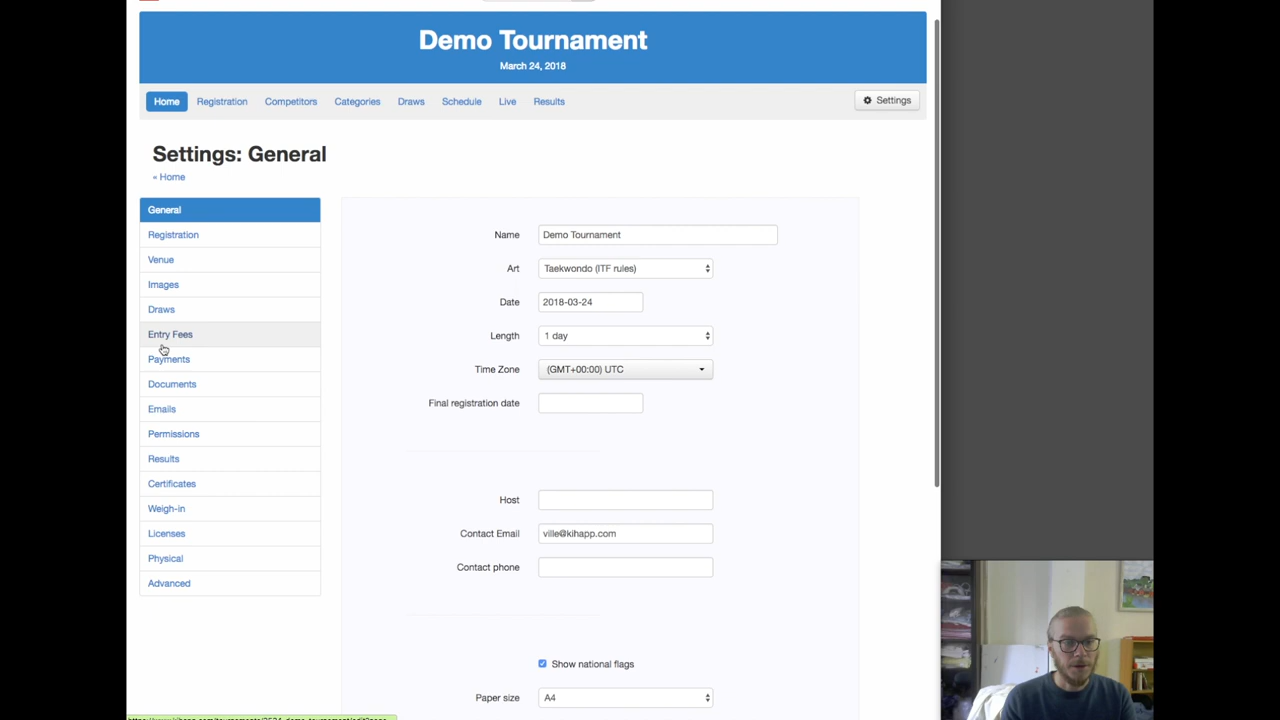 Demo Tournament
March 24, 2018
Home Registration Competitors Categories Draws Schedule Live Results Settings
Settings: General
« Home
General
Registration
Venue
Images
Draws
Entry Fees
Payments
Documents
Emails
Permissions
Results
Certificates
Weigh-in
Licenses
Physical
Advanced
Name Demo Tournament
Art Taekwondo (ITF rules)
Date 2018-03-24
Length 1 day
Time Zone (GMT+00:00) UTC
Final registration date
Host
Contact Email ville@kihapp.com
Contact phone
Show national flags
Paper size A4